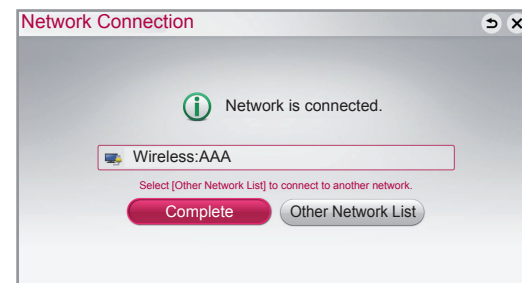 Network Connection
Network is connected.
Wireless:AAA
Select [Other Network List] to connect to another network.
Complete
Other Network List